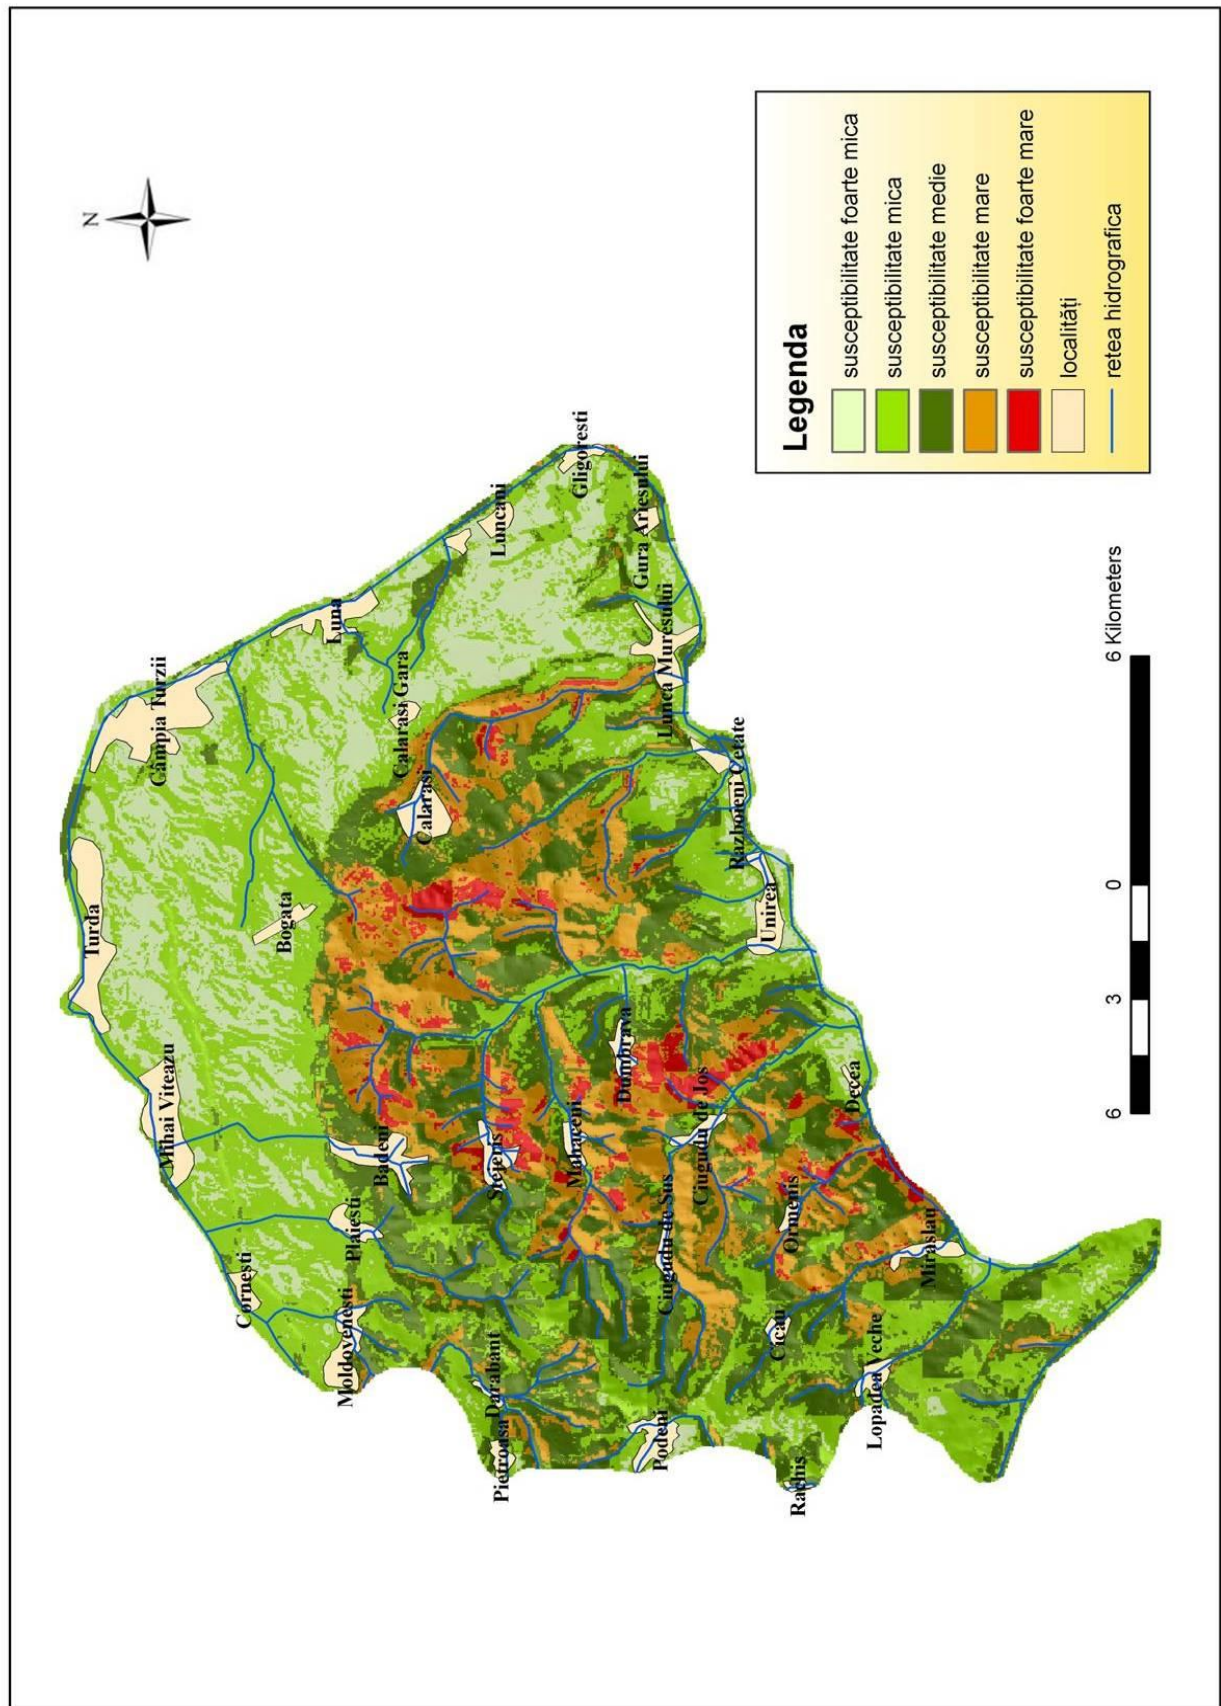 N
Turda
Câmpia Turzii
Mihai Viteazu
Cornesti
Luna
Bogata
Plaiesti
Moldovenesti
Badeni
Calarasi Gara
Calarasi
Luncani
Pietroasa
Darabant
Stejeris
Gligoresti
Mahaceni
Dumbrava
Gura Ariesului
Lunca Muresului
Podeni
Ciugudu de Sus
Ciugudu de Jos
Razboieni Cetate
Unirea
Rachis
Cicau
Ormenis
Decea
Lopadea Veche
Miraslau
Legenda
susceptibilitate foarte mica
susceptibilitate mica
susceptibilitate medie
susceptibilitate mare
susceptibilitate foarte mare
localități
retea hidrografica
6 3 0 6 Kilometers